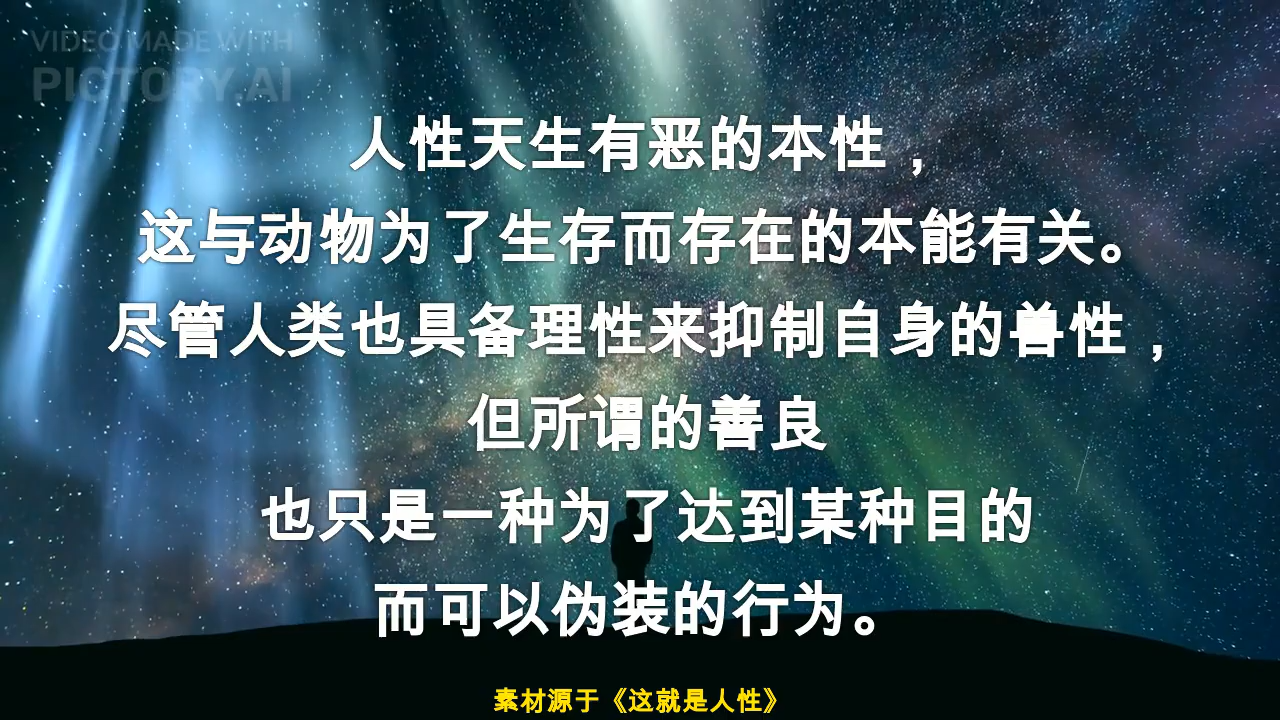 VIDEO MADE WITH
PICTORY.AI
人性天生有恶的本性，
这与动物为了生存而存在的本能有关。
尽管人类也具备理性来抑制自身的兽性，
但所谓的善良
也只是一种为了达到某种目的
而可以伪装的行为。
素材源于《这就是人性》